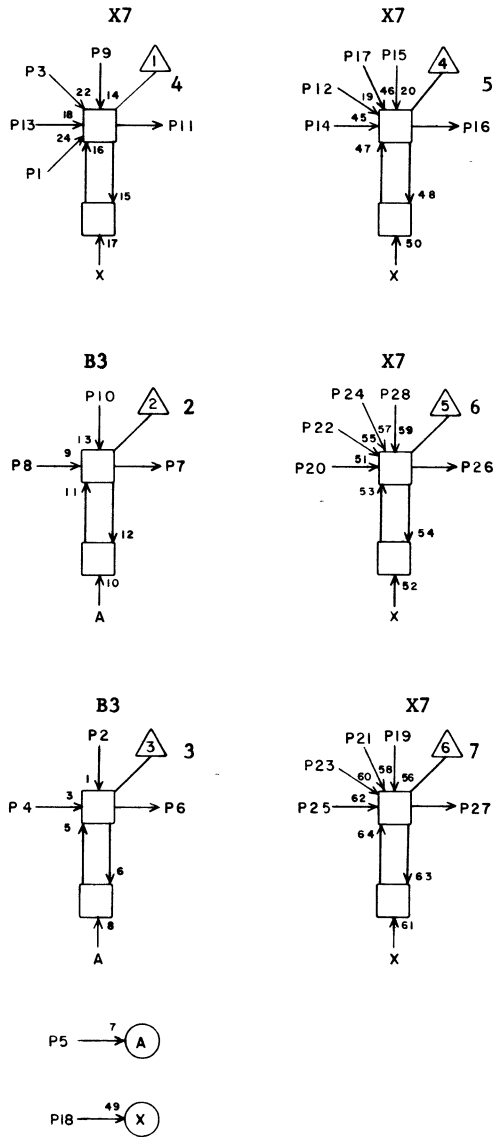 X7
X7
P9
1
4
P3
22
14
P13
18
P11
24
P1
16
15
17
X
P17
P15
4
5
P12
19
46
20
P14
45
P16
47
48
50
X
B3
X7
P10
2
2
13
P8
9
P7
11
12
10
A
P24
P28
5
6
P22
57
59
55
P20
51
P26
53
54
52
X
B3
X7
P2
3
3
1
P4
3
P6
5
6
8
A
P21
P19
6
7
P23
58
56
60
P25
62
P27
64
63
61
X
P5
7
A
P18
49
X